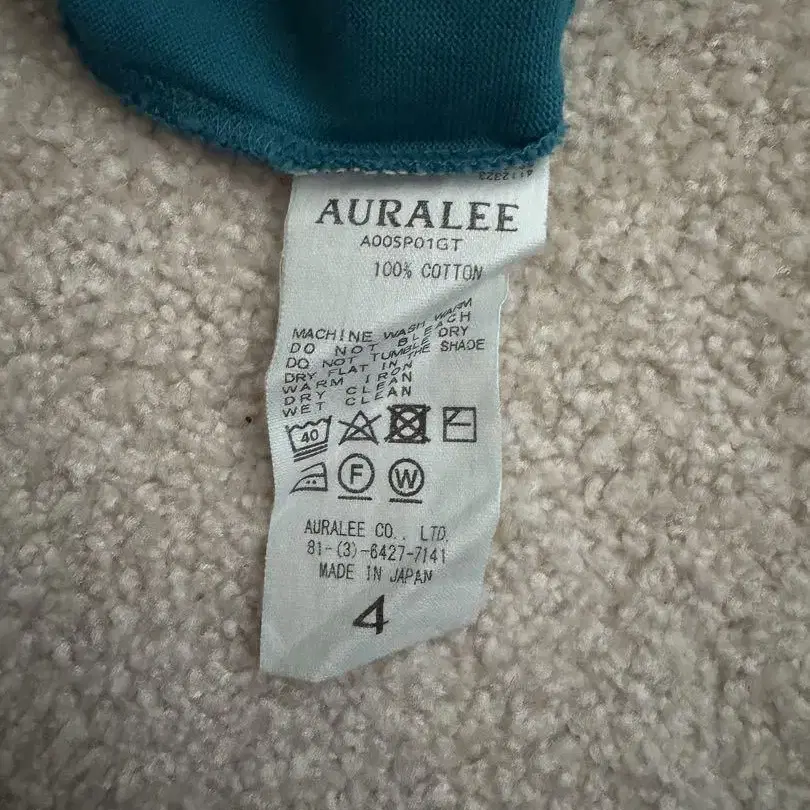 AURALEE
A00SP01GT
100% COTTON
MACHINE WASH WARM
DO NOT BLEACH
DO NOT TUMBLE DRY
DRY FLAT IN THE SHADE
WARM IRON
DRY CLEAN
WET CLEAN
40
F
W
AURALEE CO., LTD.
81-(3)-6427-7141
MADE IN JAPAN
4